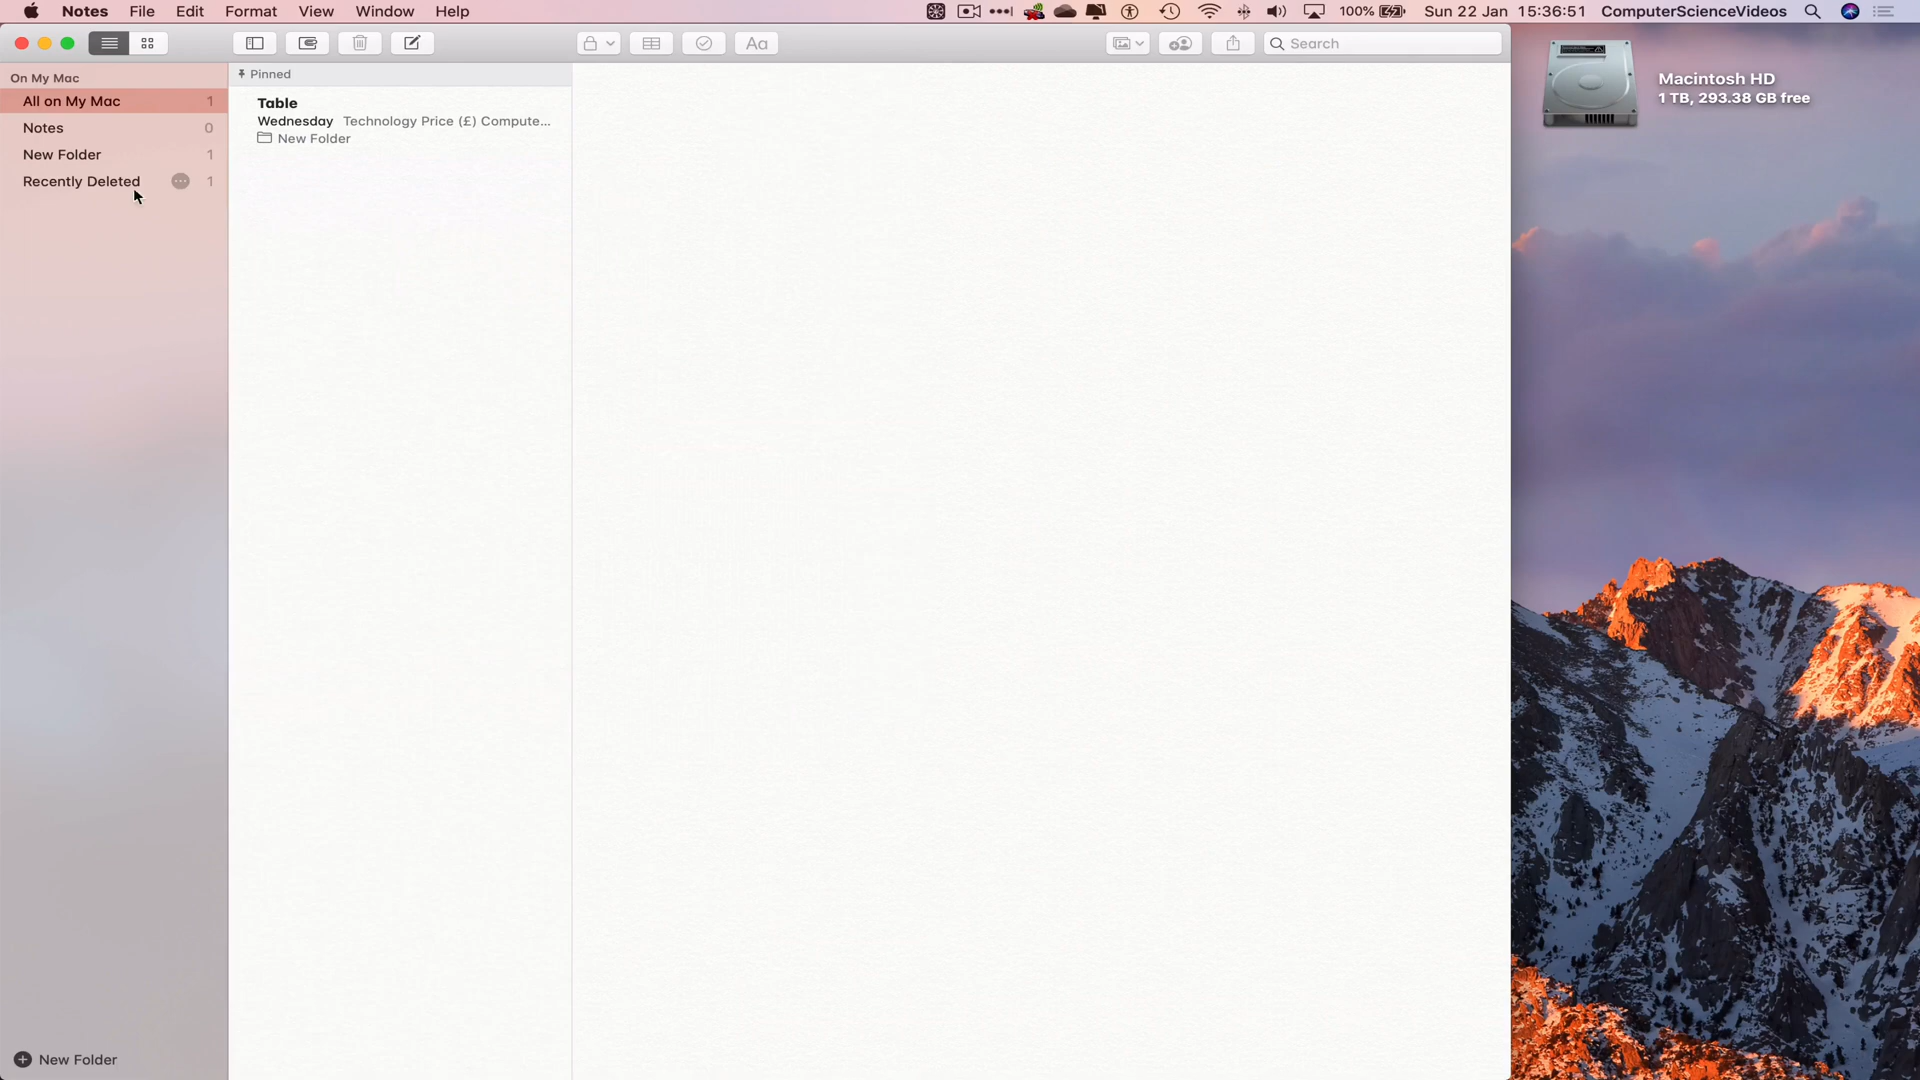 Notes File Edit Format View Window Help 100% Sun 22 Jan 15:36:51 ComputerScienceVideos
Aa Search
On My Mac
All on My Mac 1
Notes 0
New Folder 1
Recently Deleted 1
Pinned
Table
Wednesday Technology Price (£) Compute...
New Folder
Macintosh HD
1 TB, 293.38 GB free
New Folder